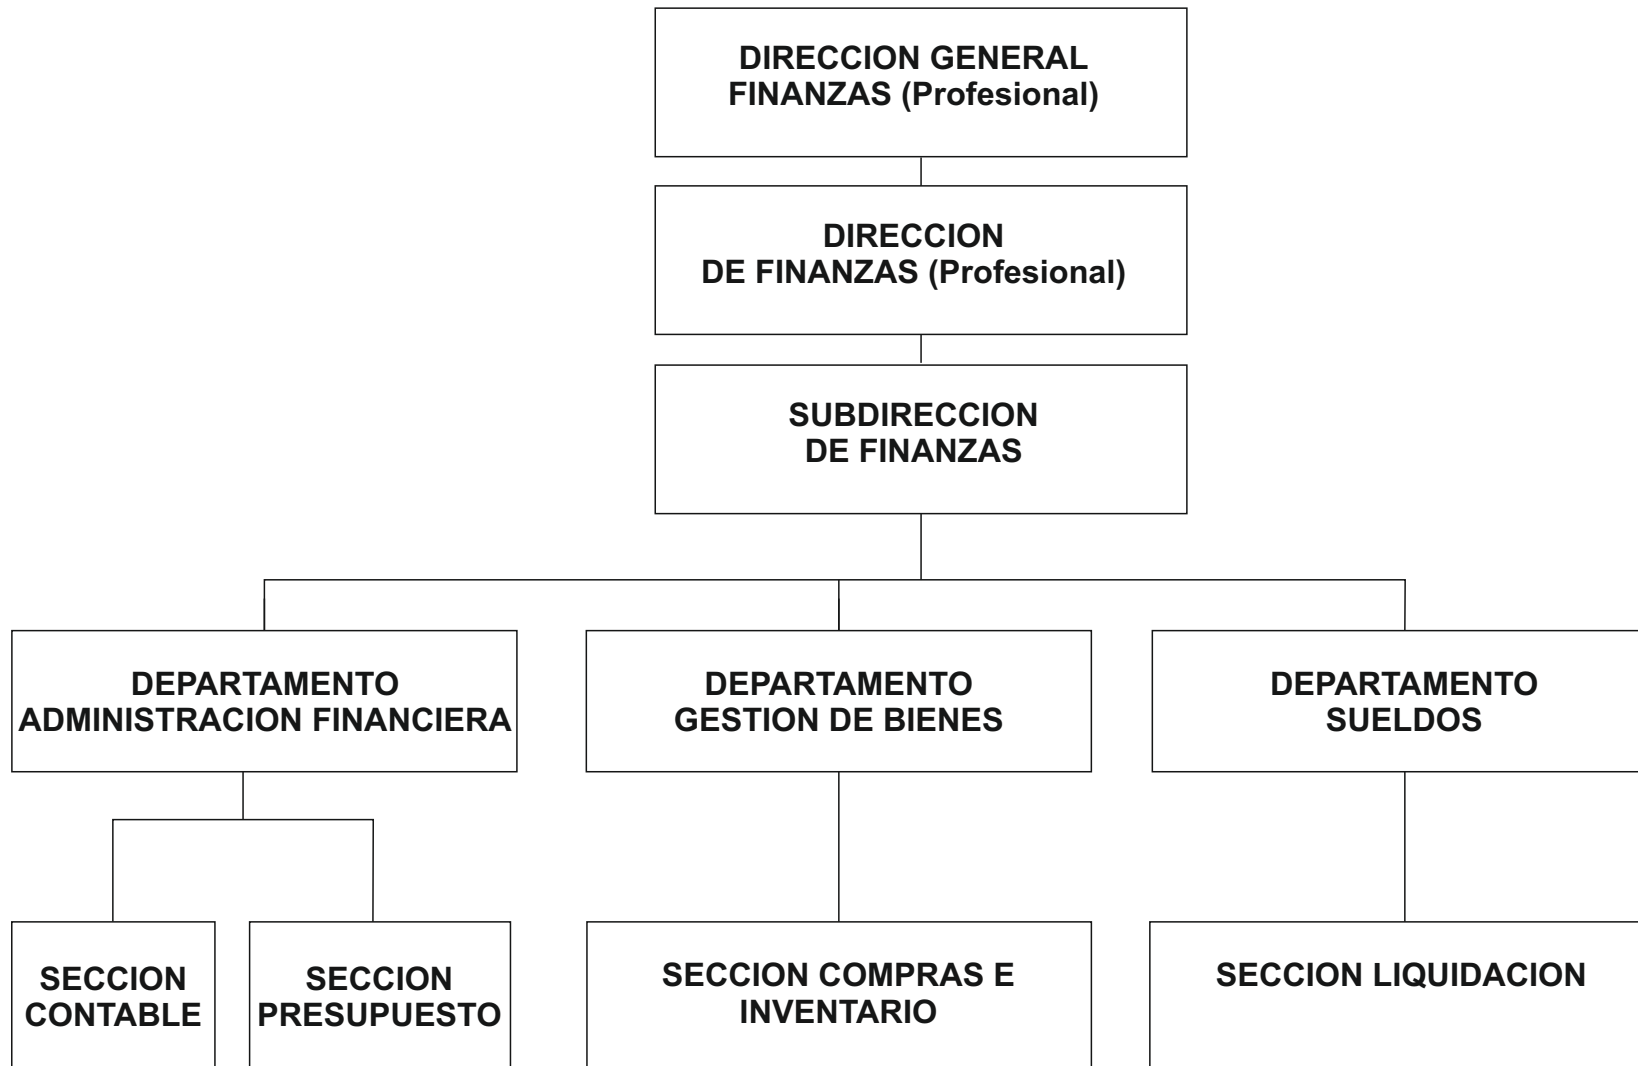 DIRECCION GENERAL
FINANZAS (Profesional)
DIRECCION
DE FINANZAS (Profesional)
SUBDIRECCION
DE FINANZAS
DEPARTAMENTO
ADMINISTRACION FINANCIERA
DEPARTAMENTO
GESTION DE BIENES
DEPARTAMENTO
SUELDOS
SECCION
CONTABLE
SECCION
PRESUPUESTO
SECCION COMPRAS E
INVENTARIO
SECCION LIQUIDACION